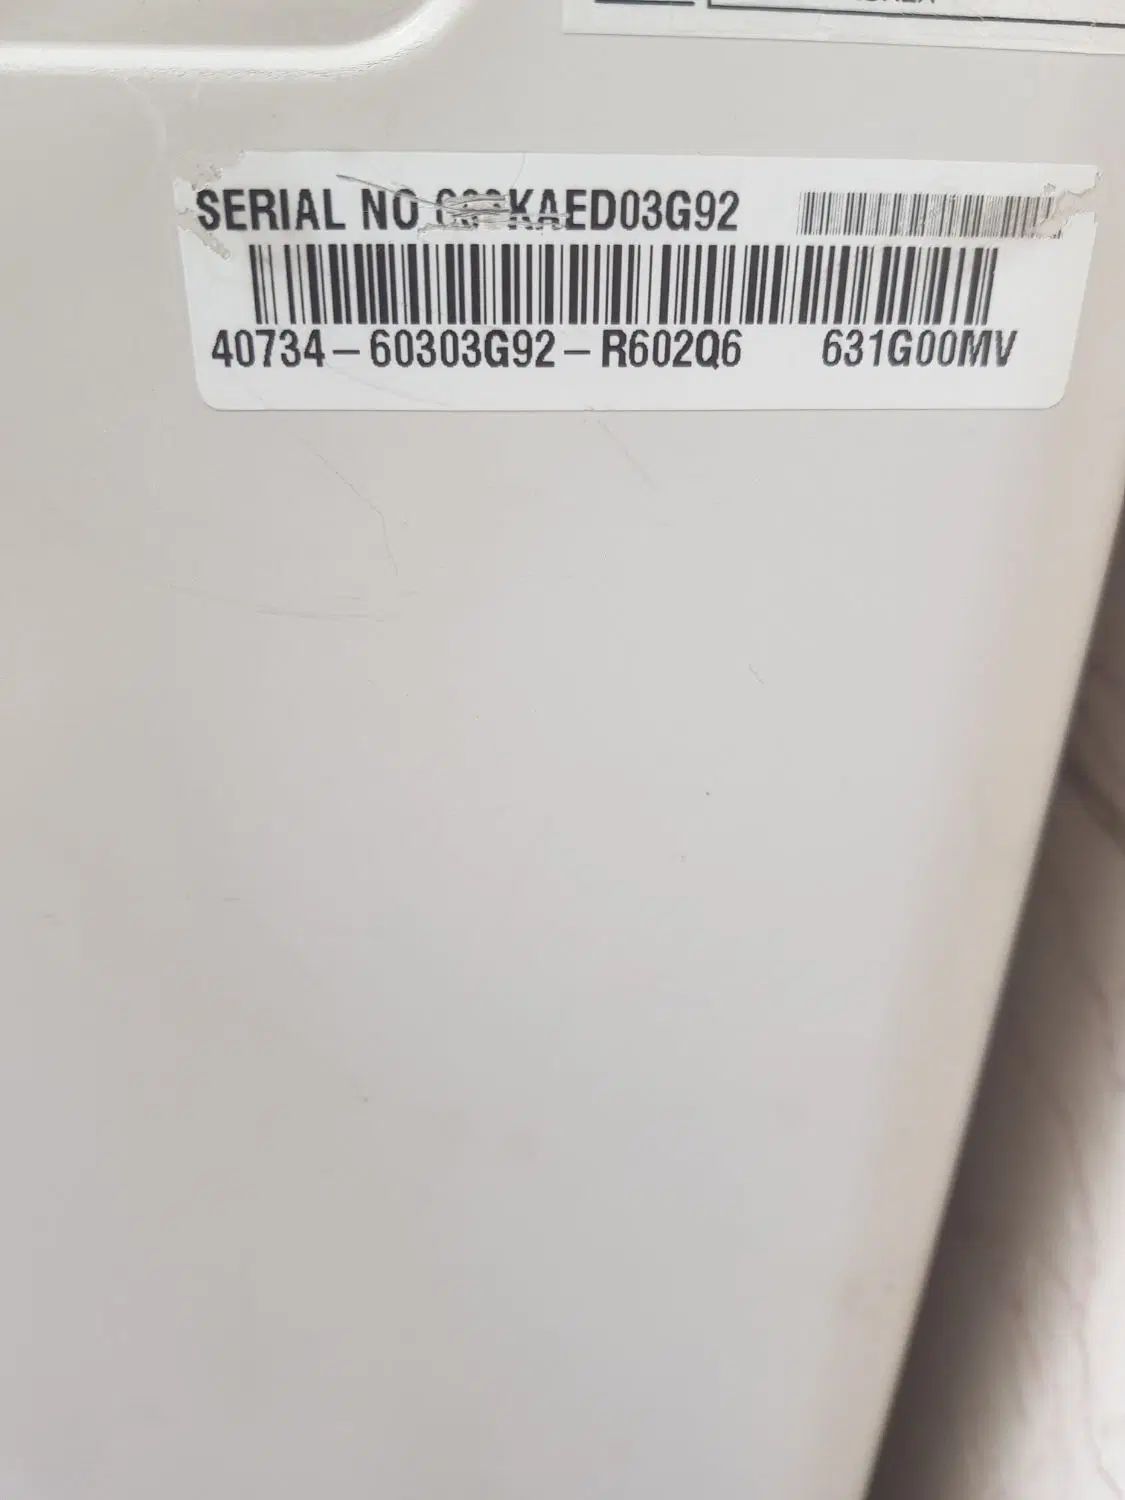 SERIAL NO KAED03G92
40734-60303G92-R602Q6 631G00MV